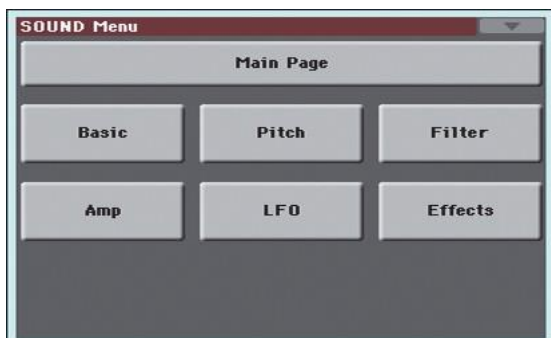 SOUND Menu
Main Page
Basic Pitch Filter
Amp LFO Effects